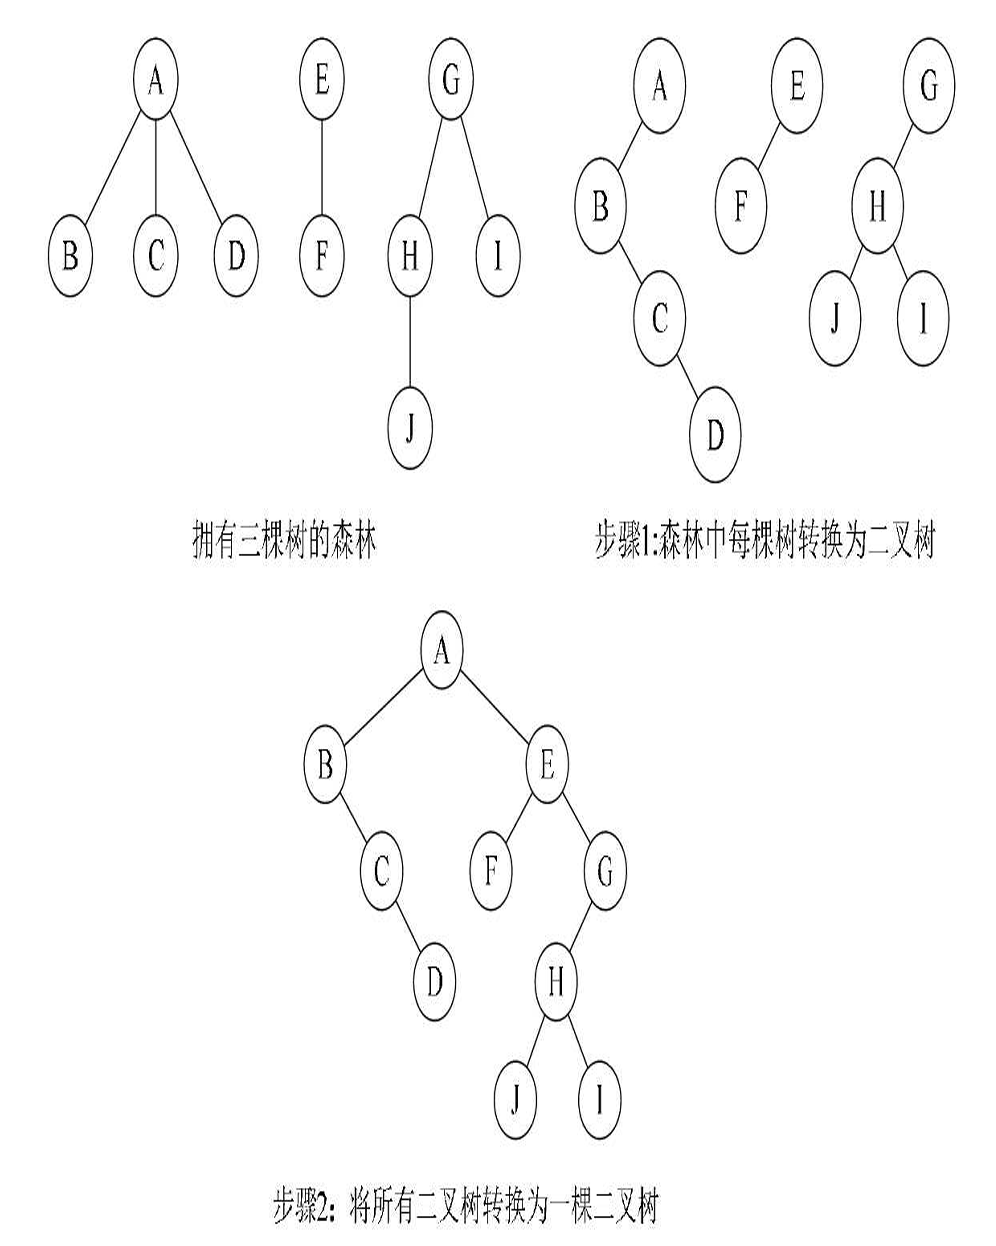 A E G
B C D F H I
J
拥有三棵树的森林
A E G
B F H
C J I
D
步骤1:森林巾每棵树转换为二叉树
A
B E
C F G
D H
J I
步骤2: 将所有二叉树转换为一棵二叉树